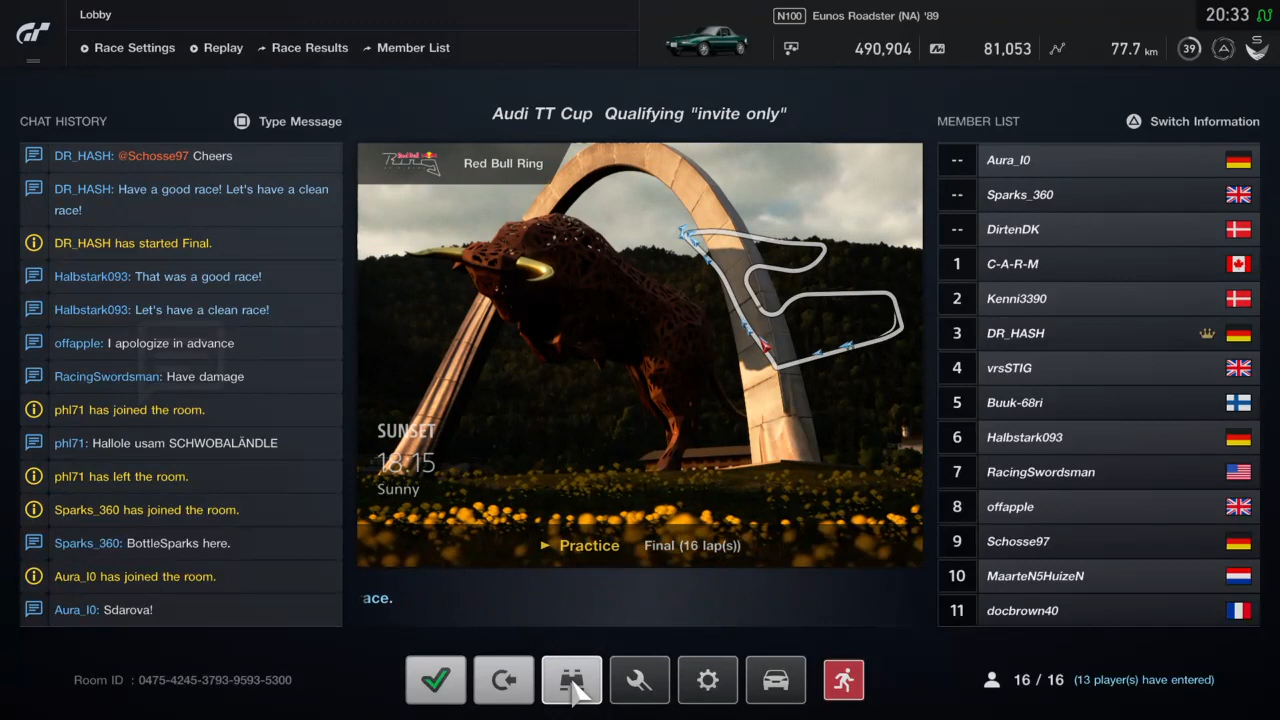 Lobby
Race Settings
Replay
Race Results
Member List
N100 Eunos Roadster (NA) '89
490,904
81,053
77.7 km
39
A
S
20:33
CHAT HISTORY
Type Message
Audi TT Cup Qualifying "invite only"
MEMBER LIST
Switch Information
DR_HASH: @Schosse97 Cheers
DR_HASH: Have a good race! Let's have a clean
race!
DR_HASH has started Final.
Halbstark093: That was a good race!
Halbstark093: Let's have a clean race!
offapple: I apologize in advance
RacingSwordsman: Have damage
phl71 has joined the room.
phl71: Hallole usam SCHWOBALÄNDLE
phl71 has left the room.
Sparks_360 has joined the room.
Sparks_360: BottleSparks here.
Aura_I0 has joined the room.
Aura_I0: Sdarova!
Red Bull Ring
SUNSET
18:15
Sunny
Practice
Final (16 lap(s))
ace.
-- Aura_I0
-- Sparks_360
-- DirtenDK
1 C-A-R-M
2 Kenni3390
3 DR_HASH
4 vrsSTIG
5 Buuk-68ri
6 Halbstark093
7 RacingSwordsman
8 offapple
9 Schosse97
10 MaarteN5HuizeN
11 docbrown40
Room ID : 0475-4245-3793-9593-5300
16 / 16 (13 player(s) have entered)